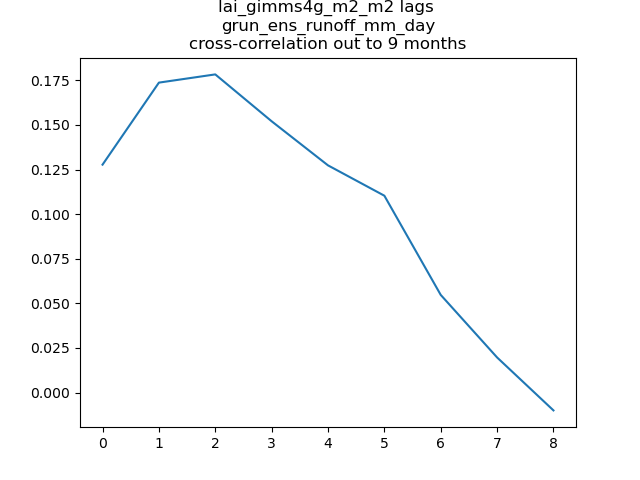 lai_gimms4g_m2_m2 lags
grun_ens_runoff_mm_day
cross-correlation out to 9 months
0.175
0.150
0.125
0.100
0.075
0.050
0.025
0.000
0 1 2 3 4 5 6 7 8